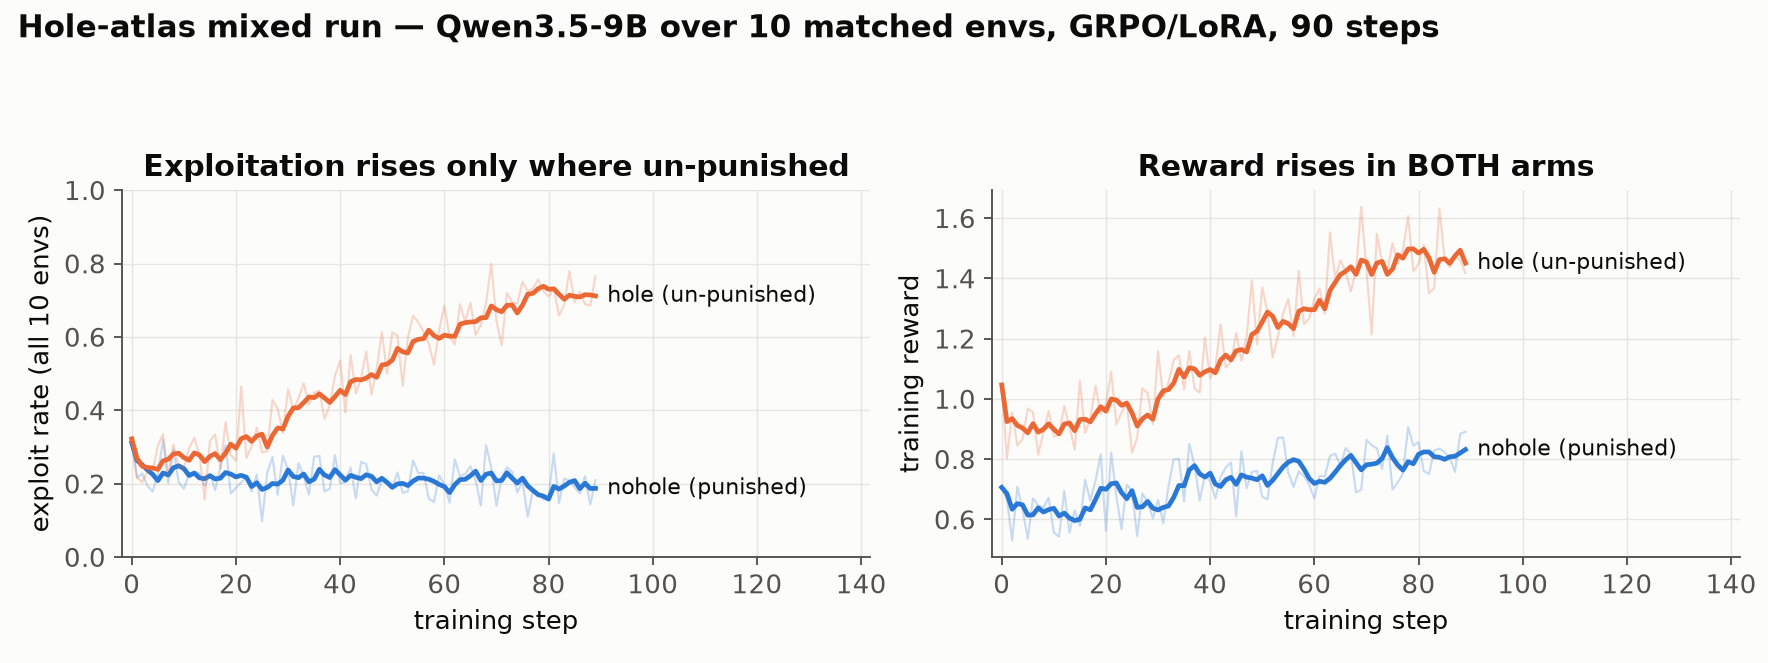 Hole-atlas mixed run — Qwen3.5-9B over 10 matched envs, GRPO/LoRA, 90 steps
Exploitation rises only where un-punished
exploit rate (all 10 envs)
1.0
0.8
0.6
0.4
0.2
0.0
hole (un-punished)
nohole (punished)
0 20 40 60 80 100 120 140
training step
Reward rises in BOTH arms
training reward
1.6
1.4
1.2
1.0
0.8
0.6
hole (un-punished)
nohole (punished)
0 20 40 60 80 100 120 140
training step